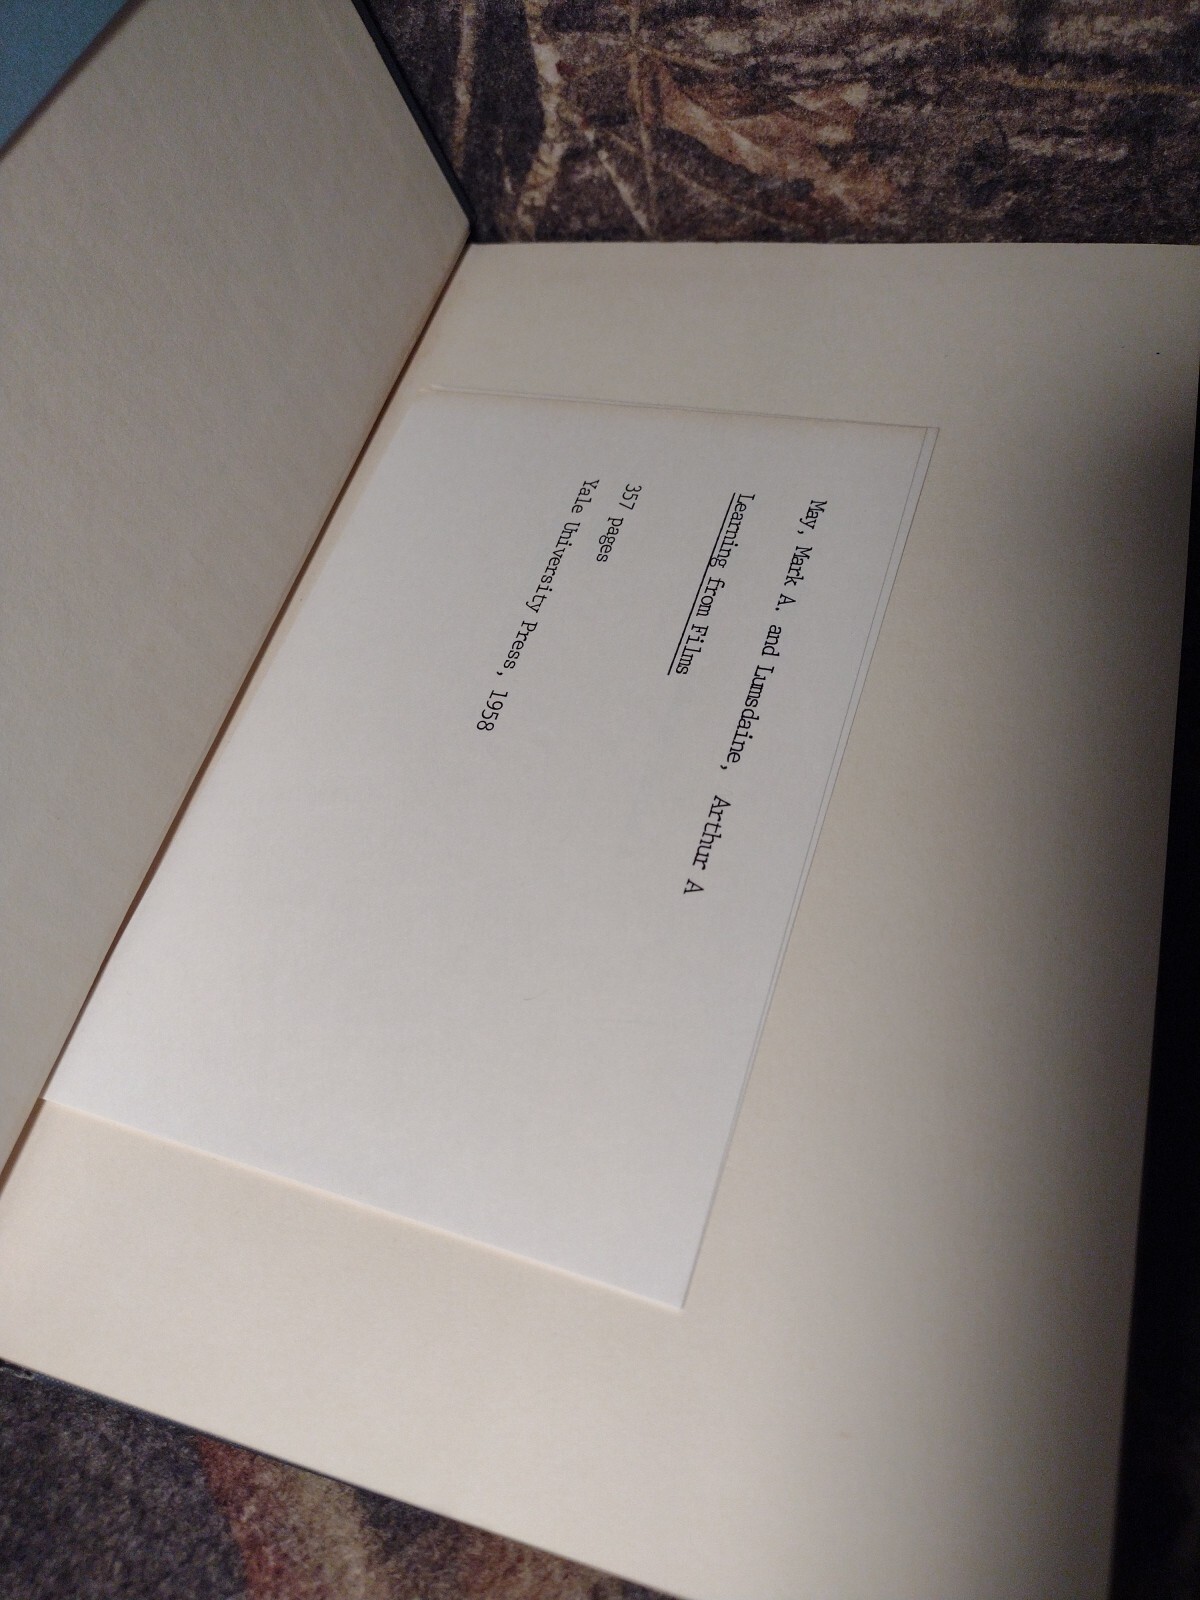 May, Mark A. and Lumsdaine, Arthur A
Learning from Films
357 pages
Yale University Press, 1958